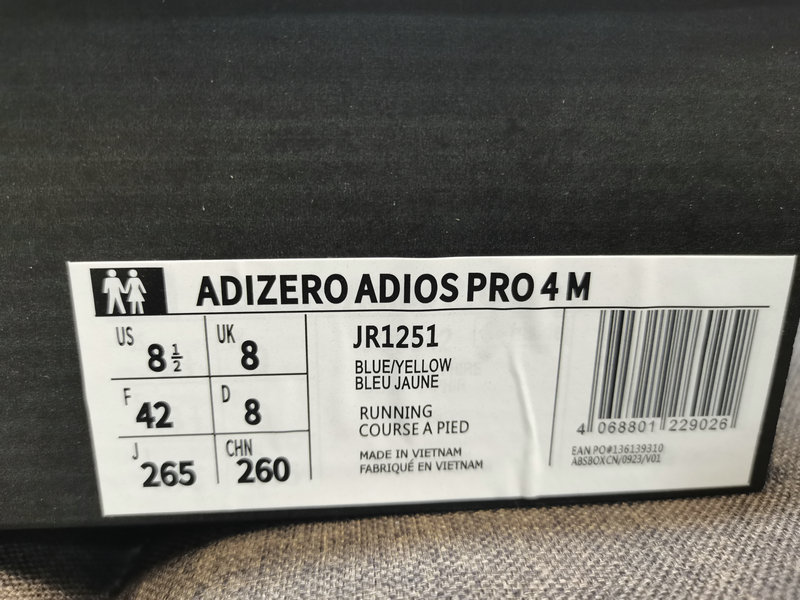 ADIZERO ADIOS PRO 4 M
US 8 1/2
UK 8
F 42
D 8
J 265
CHN 260
JR1251
BLUE/YELLOW
BLEU JAUNE
RUNNING
COURSE A PIED
MADE IN VIETNAM
FABRIQUÉ EN VIETNAM
4 068801 229026
EAN PO#136139310
ABSBOXCN/0923/V01